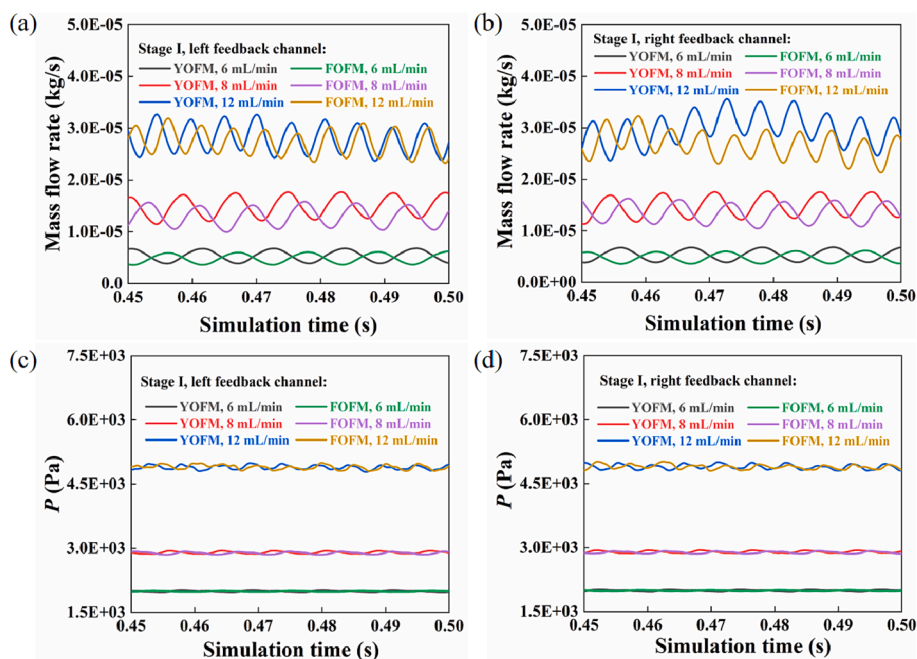 (a)
5.0E-05
4.0E-05
3.0E-05
2.0E-05
1.0E-05
0.0
Mass flow rate (kg/s)
Stage I, left feedback channel:
YOFM, 6 mL/min FOFM, 6 mL/min
YOFM, 8 mL/min FOFM, 8 mL/min
YOFM, 12 mL/min FOFM, 12 mL/min
0.45 0.46 0.47 0.48 0.49 0.50
Simulation time (s)
(b)
5.0E-05
4.0E-05
3.0E-05
2.0E-05
1.0E-05
0.0E+00
Mass flow rate (kg/s)
Stage I, right feedback channel:
YOFM, 6 mL/min FOFM, 6 mL/min
YOFM, 8 mL/min FOFM, 8 mL/min
YOFM, 12 mL/min FOFM, 12 mL/min
0.45 0.46 0.47 0.48 0.49 0.50
Simulation time (s)
(c)
7.5E+03
6.0E+03
4.5E+03
3.0E+03
1.5E+03
P (Pa)
Stage I, left feedback channel:
YOFM, 6 mL/min FOFM, 6 mL/min
YOFM, 8 mL/min FOFM, 8 mL/min
YOFM, 12 mL/min FOFM, 12 mL/min
0.45 0.46 0.47 0.48 0.49 0.50
Simulation time (s)
(d)
7.5E+03
6.0E+03
4.5E+03
3.0E+03
1.5E+03
P (Pa)
Stage I, right feedback channel:
YOFM, 6 mL/min FOFM, 6 mL/min
YOFM, 8 mL/min FOFM, 8 mL/min
YOFM, 12 mL/min FOFM, 12 mL/min
0.45 0.46 0.47 0.48 0.49 0.50
Simulation time (s)